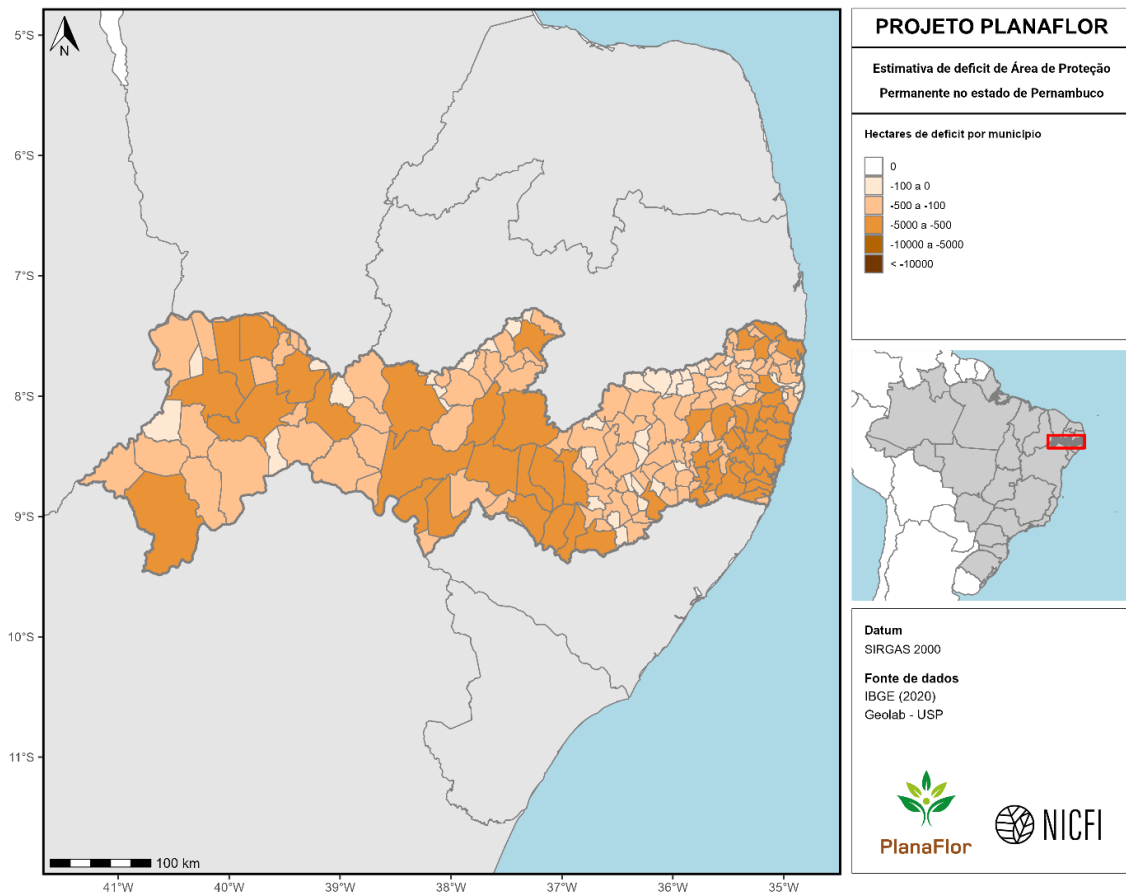 PROJETO PLANAFLOR
Estimativa de deficit de Área de Proteção
Permanente no estado de Pernambuco
Hectares de deficit por município
0
-100 a 0
-500 a -100
-5000 a -500
-10000 a -5000
< -10000
N
5°S
6°S
7°S
8°S
9°S
10°S
11°S
100 km
41°W
40°W
39°W
38°W
37°W
36°W
35°W
Datum
SIRGAS 2000
Fonte de dados
IBGE (2020)
Geolab - USP
PlanaFlor
NICFI